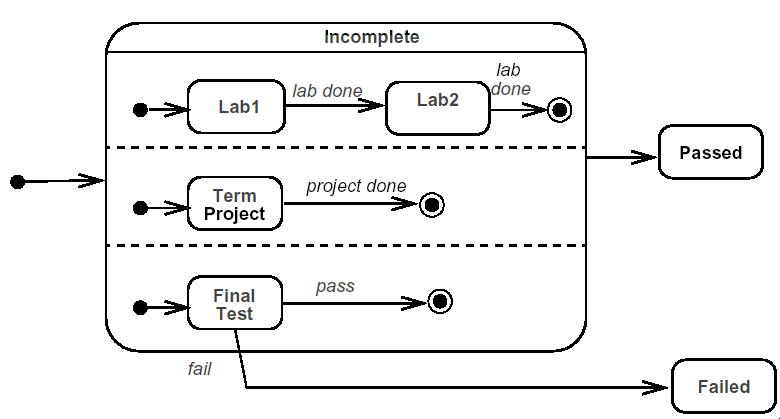 Incomplete
Lab1
lab done
Lab2
lab
done
Passed
Term
Project
project done
Final
Test
pass
fail
Failed